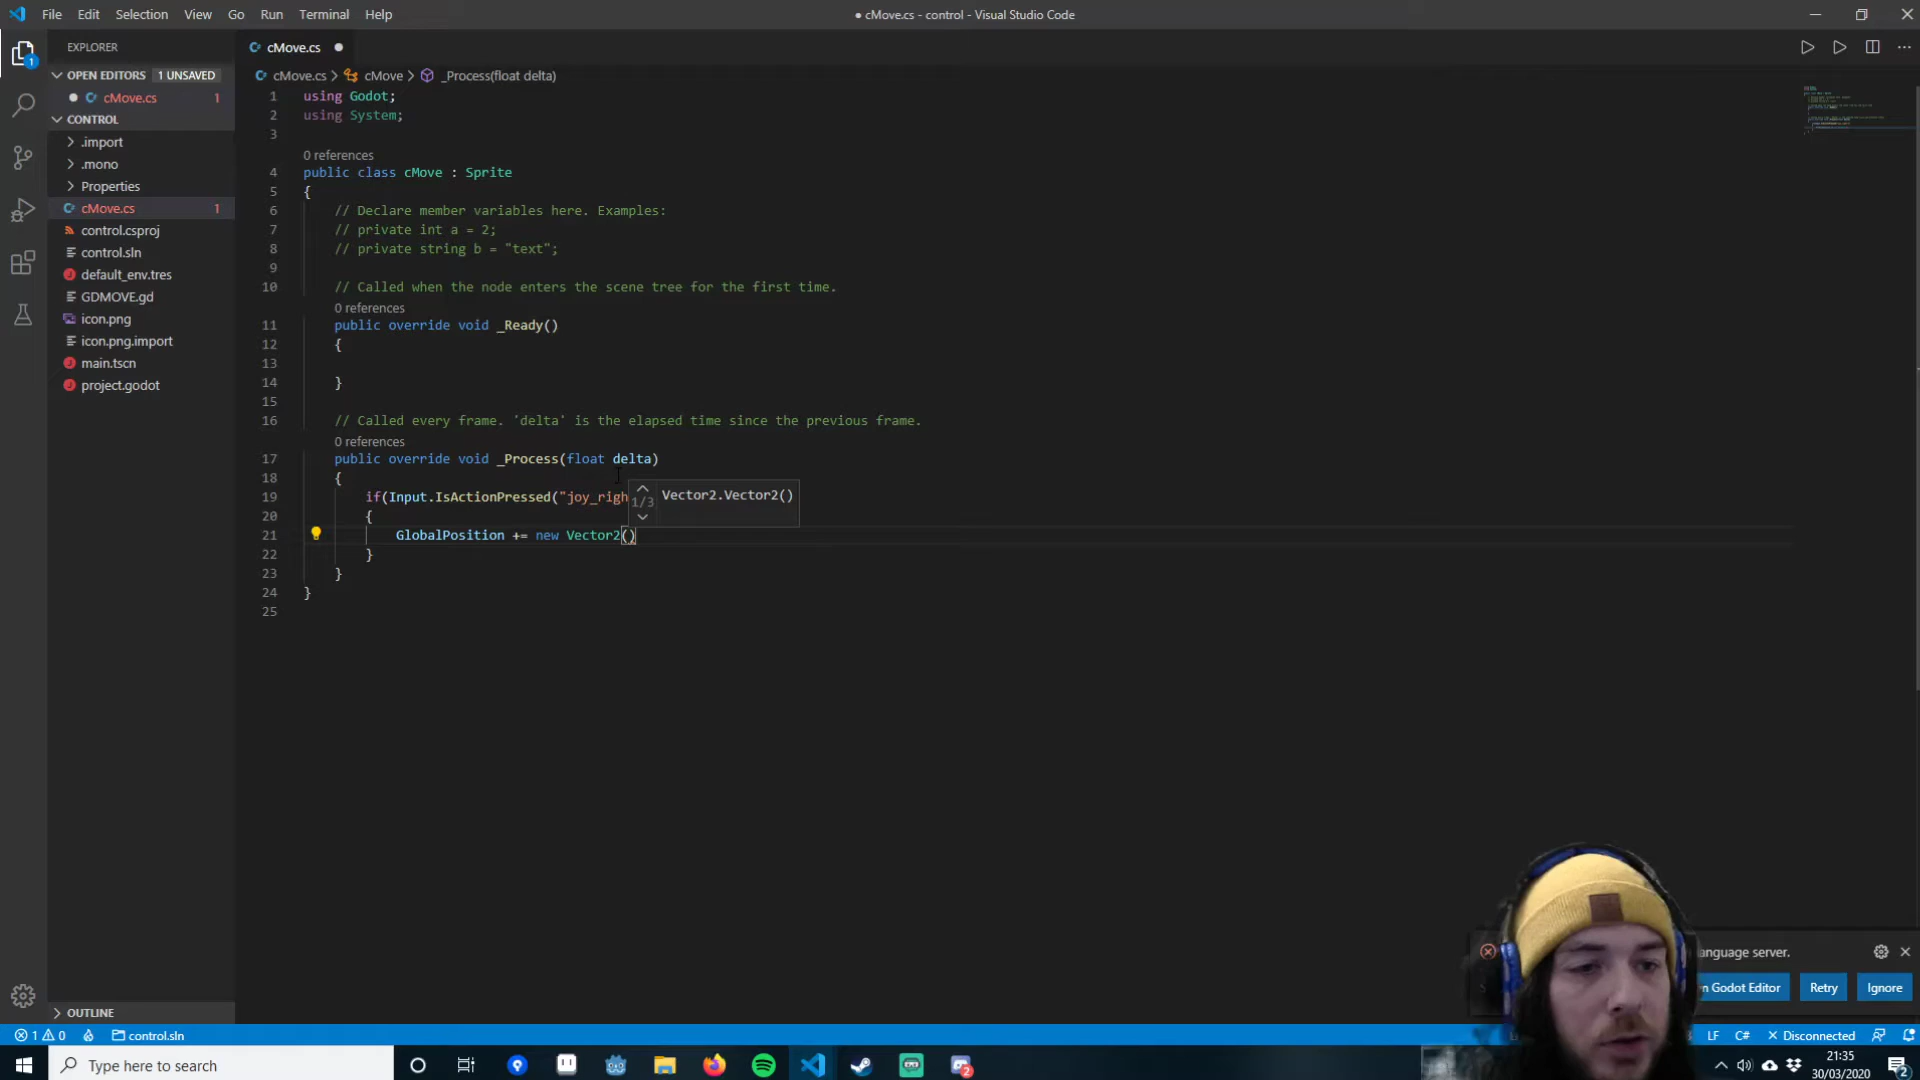 File Edit Selection View Go Run Terminal Help
● cMove.cs - control - Visual Studio Code
EXPLORER
OPEN EDITORS 1 UNSAVED
cMove.cs 1
CONTROL
.import
.mono
Properties
cMove.cs 1
control.csproj
control.sln
default_env.tres
GDMOVE.gd
icon.png
icon.png.import
main.tscn
project.godot
OUTLINE
cMove.cs
cMove.cs > cMove > _Process(float delta)
1 using Godot;
2 using System;
3
0 references
4 public class cMove : Sprite
5 {
6 // Declare member variables here. Examples:
7 // private int a = 2;
8 // private string b = "text";
9
10 // Called when the node enters the scene tree for the first time.
0 references
11 public override void _Ready()
12 {
13
14 }
15
16 // Called every frame. 'delta' is the elapsed time since the previous frame.
0 references
17 public override void _Process(float delta)
18 {
19 if(Input.IsActionPressed("joy_righ
1/3 Vector2.Vector2()
20 {
21 GlobalPosition += new Vector2()
22 }
23 }
24 }
25
anguage server.
n Godot Editor Retry Ignore
1 0 control.sln
LF C# Disconnected
Type here to search
2
21:35
30/03/2020
2